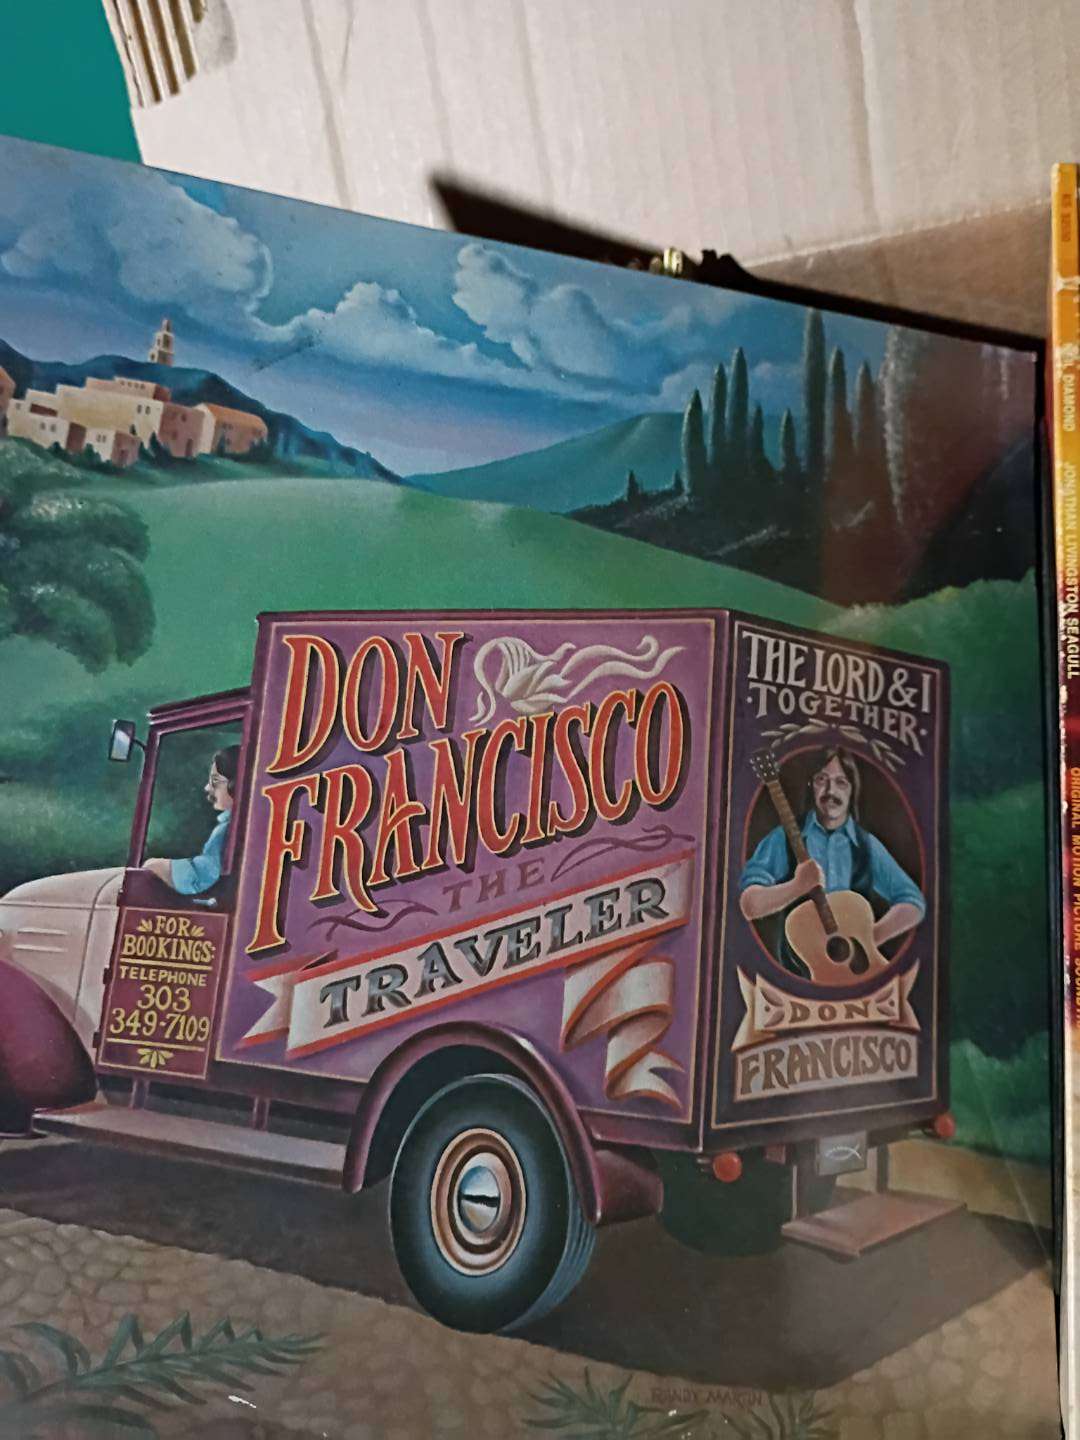 DON
FRANCISCO
THE
TRAVELER
FOR
BOOKINGS:
TELEPHONE
303
349-7109
THE LORD & I
·TOGETHER·
DON
FRANCISCO
RANDY MARTIN
DIAMOND JONATHAN LIVINGSTON SEAGULL ORIGINAL MOTION PICTURE